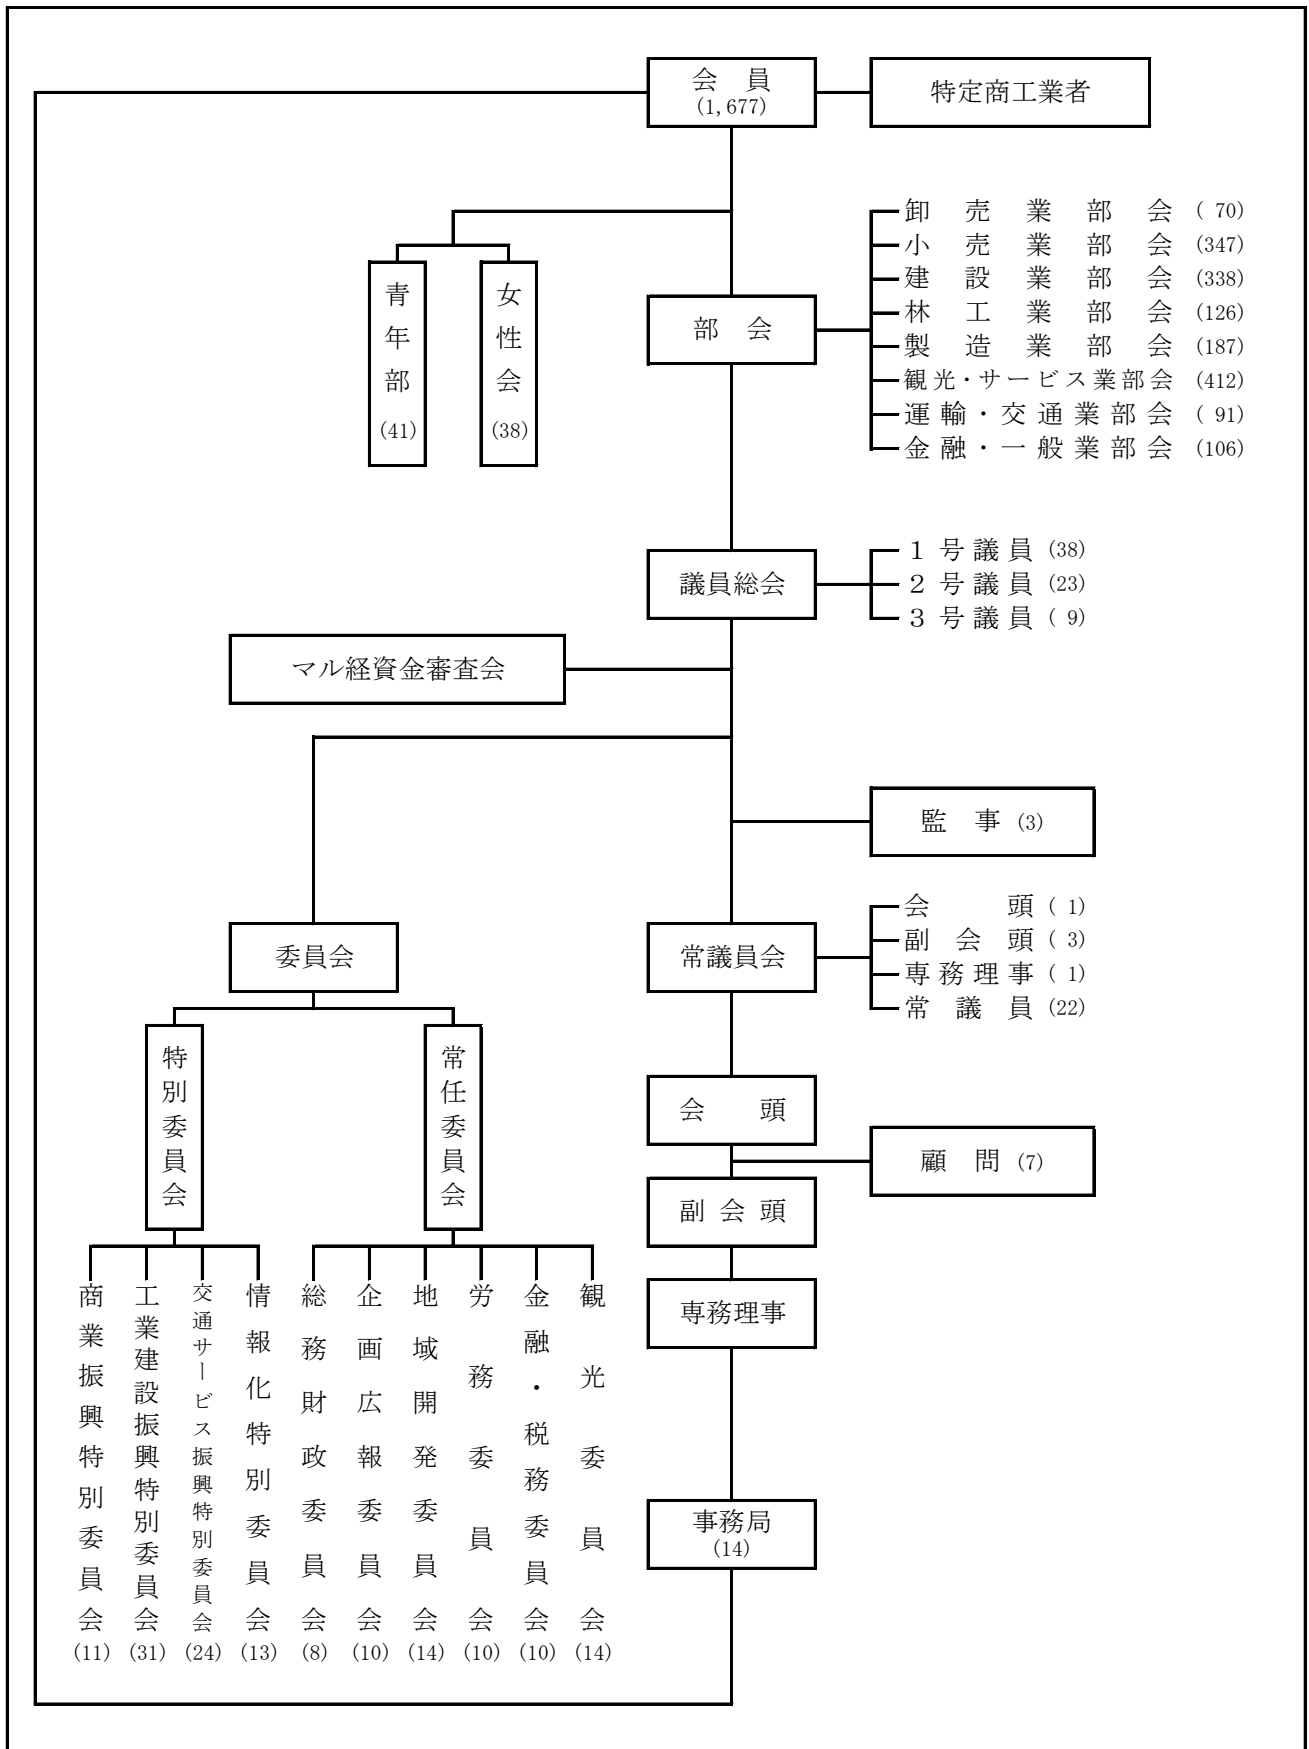 会　員
(1,677)
特定商工業者
卸売業部会 ( 70)
小売業部会 (347)
建設業部会 (338)
林工業部会 (126)
製造業部会 (187)
観光・サービス業部会 (412)
運輸・交通業部会 ( 91)
金融・一般業部会 (106)
青年部
(41)
女性会
(38)
部　会
議員総会
１号議員 (38)
２号議員 (23)
３号議員 ( 9)
マル経資金審査会
監　事 (3)
委員会
常議員会
会　　頭 ( 1)
副会頭 ( 3)
専務理事 ( 1)
常議員 (22)
特別委員会
常任委員会
会　　頭
顧　問 (7)
副会頭
専務理事
商業振興特別委員会
(11)
工業建設振興特別委員会
(31)
交通サービス振興特別委員会
(24)
情報化特別委員会
(13)
総務財政委員会
(8)
企画広報委員会
(10)
地域開発委員会
(14)
労務委員会
(10)
金融・税務委員会
(10)
観光委員会
(14)
事務局
(14)